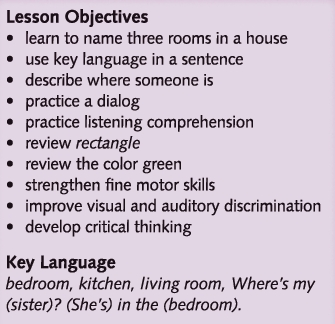 Lesson Objectives
• learn to name three rooms in a house
• use key language in a sentence
• describe where someone is
• practice a dialog
• practice listening comprehension
• review rectangle
• review the color green
• strengthen fine motor skills
• improve visual and auditory discrimination
• develop critical thinking
Key Language
bedroom, kitchen, living room, Where's my
(sister)? (She's) in the (bedroom).